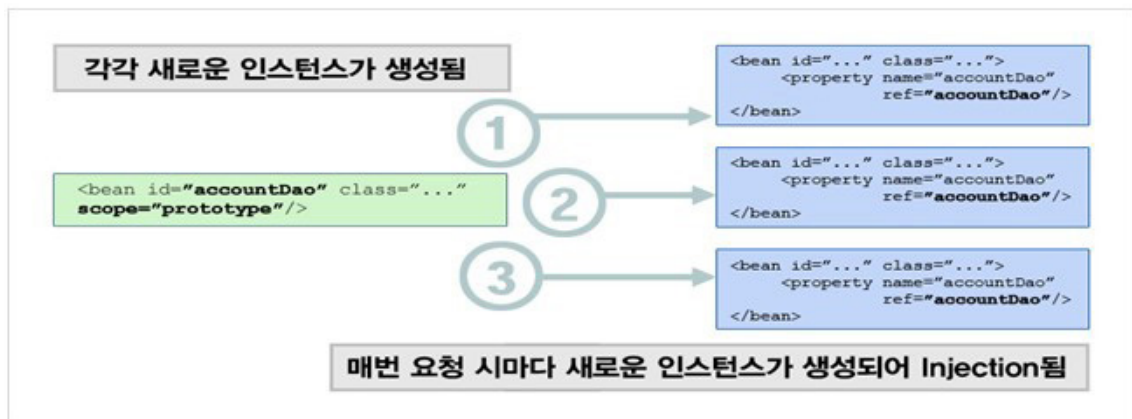 각각 새로운 인스턴스가 생성됨
<bean id="accountDao" class="..."
scope="prototype"/>
1
<bean id="..." class="...">
<property name="accountDao"
ref="accountDao"/>
</bean>
2
<bean id="..." class="...">
<property name="accountDao"
ref="accountDao"/>
</bean>
3
<bean id="..." class="...">
<property name="accountDao"
ref="accountDao"/>
</bean>
매번 요청 시마다 새로운 인스턴스가 생성되어 Injection됨